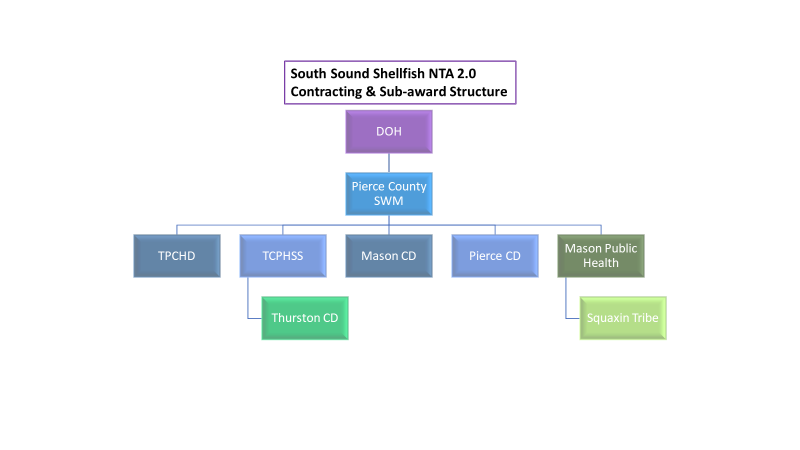 South Sound Shellfish NTA 2.0
Contracting & Sub-award Structure
DOH
Pierce County
SWM
TPCHD
TCPHSS
Mason CD
Pierce CD
Mason Public
Health
Thurston CD
Squaxin Tribe